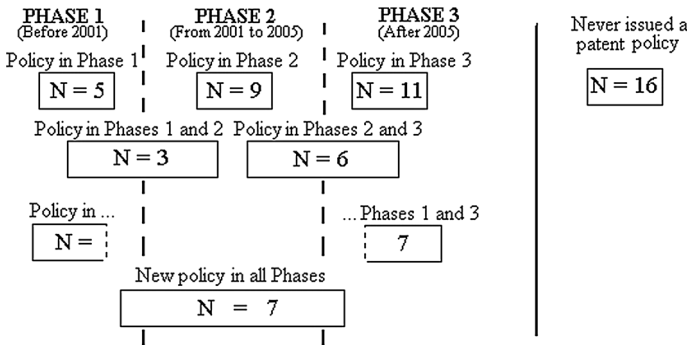 PHASE 1 PHASE 2 PHASE 3
(Before 2001) (From 2001 to 2005) (After 2005)
Never issued a
patent policy
Policy in Phase 1 Policy in Phase 2 Policy in Phase 3
N = 5 N = 9 N = 11 N = 16
Policy in Phases 1 and 2 Policy in Phases 2 and 3
N = 3 N = 6
Policy in ... ... Phases 1 and 3
N = 7
New policy in all Phases
N = 7